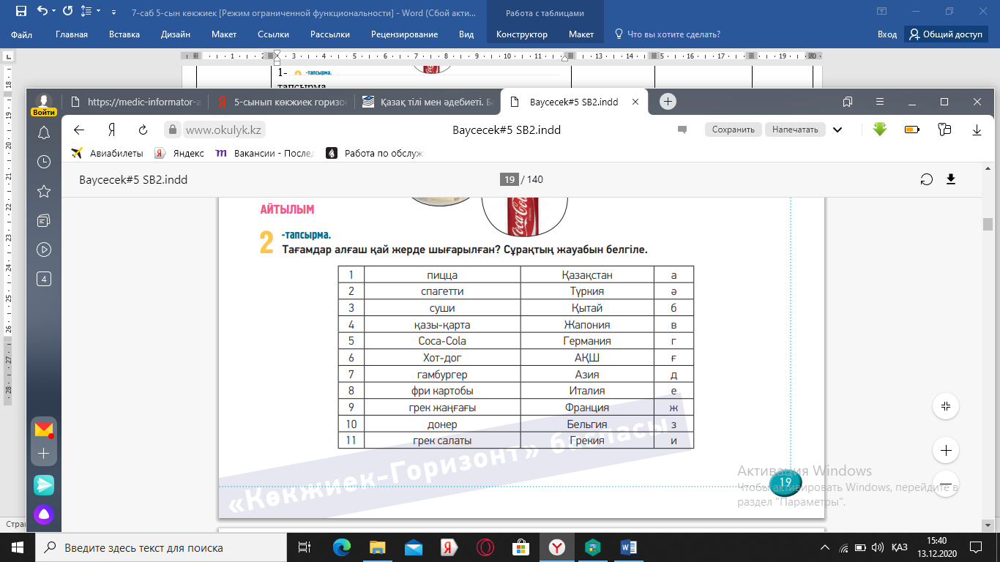 7-саб 5-сын көкжиек [Режим ограниченной функциональности] - Word (Сбой акти...
Работа с таблицами
Файл Главная Вставка Дизайн Макет Ссылки Рассылки Рецензирование Вид Конструктор Макет Что вы хотите сделать? Вход Общий доступ
1-
-тапсырма.
тапсырма
https://medic-informator-a
5-сынып көкжиек горизо
Қазақ тілі мен әдебиеті.
Baycecek#5 SB2.indd
Войти
www.okulyk.kz
Baycecek#5 SB2.indd
Сохранить
Напечатать
Авиабилеты Яндекс Вакансии - Послед Работа по обслуж
Baycecek#5 SB2.indd
19 / 140
4
Coca-Cola
АЙТЫЛЫМ
2 -тапсырма.
Тағамдар алғаш қай жерде шығарылған? Сұрақтың жауабын белгіле.
1 пицца Қазақстан а
2 спагетти Түркия ә
3 суши Қытай б
4 қазы-қарта Жапония в
5 Coca-Cola Германия г
6 Хот-дог АҚШ ғ
7 гамбургер Азия д
8 фри картобы Италия е
9 грек жаңғағы Франция ж
10 донер Бельгия з
11 грек салаты Грекия и
«Көкжиек-Горизонт» баспасы
19
Активация Windows
Чтобы активировать Windows, перейдите в
раздел "Параметры".
Стра
Введите здесь текст для поиска
ҚАЗ
15:40
13.12.2020